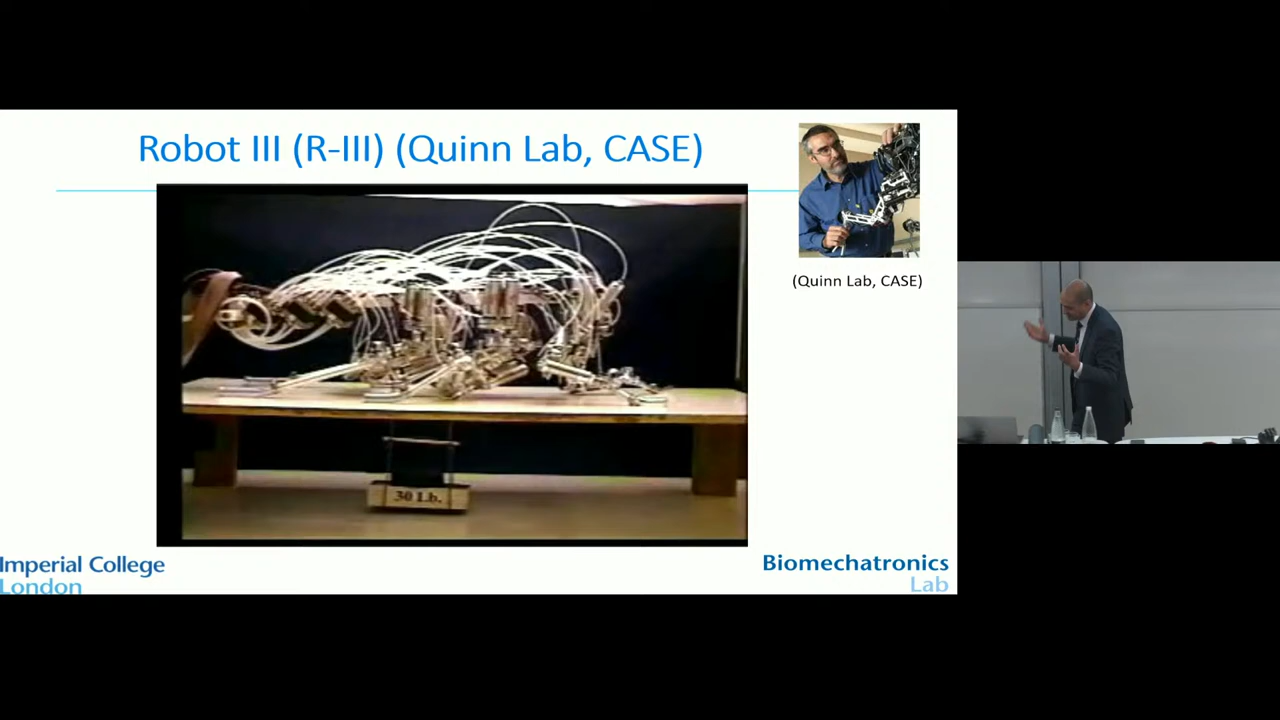 Robot III (R-III) (Quinn Lab, CASE)
(Quinn Lab, CASE)
30 Lb.
Imperial College
London
Biomechatronics
Lab